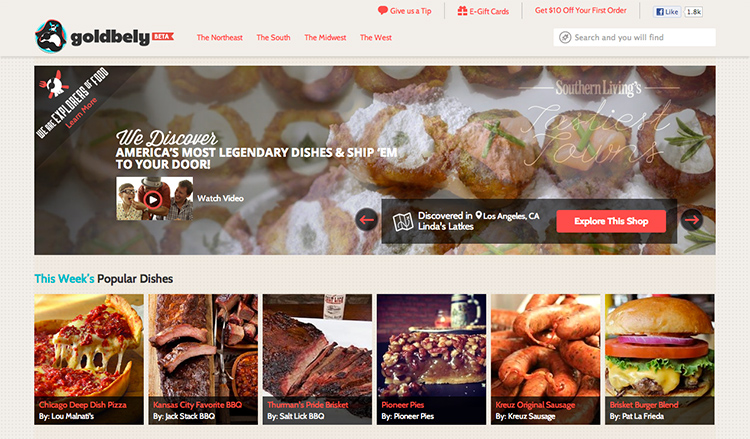 Give us a Tip
E-Gift Cards
Get $10 Off Your First Order
Like
1.8k
goldbely
BETA
The Northeast
The South
The Midwest
The West
Search and you will find
WE ARE EXPLORERS OF FOOD
Learn More
Southern Living's
Tastiest
Towns
We Discover
AMERICA'S MOST LEGENDARY DISHES & SHIP 'EM
TO YOUR DOOR!
Watch Video
Discovered in Los Angeles, CA
Linda's Latkes
Explore This Shop
This Week's Popular Dishes
Chicago Deep Dish Pizza
By: Lou Malnati's
Kansas City Favorite BBQ
By: Jack Stack BBQ
Thurman's Pride Brisket
By: Salt Lick BBQ
Pioneer Pies
By: Pioneer Pies
Kreuz Original Sausage
By: Kreuz Sausage
Brisket Burger Blend
By: Pat La Frieda